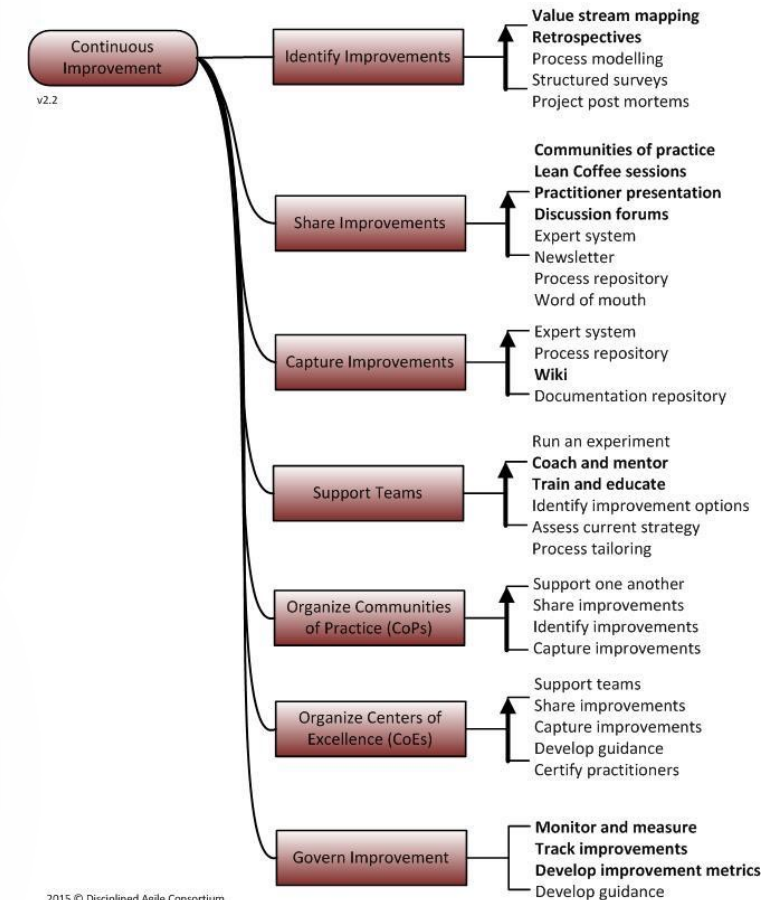 Continuous
Improvement
v2.2
Identify Improvements
Value stream mapping
Retrospectives
Process modelling
Structured surveys
Project post mortems
Share Improvements
Communities of practice
Lean Coffee sessions
Practitioner presentation
Discussion forums
Expert system
Newsletter
Process repository
Word of mouth
Capture Improvements
Expert system
Process repository
Wiki
Documentation repository
Support Teams
Run an experiment
Coach and mentor
Train and educate
Identify improvement options
Assess current strategy
Process tailoring
Organize Communities
of Practice (CoPs)
Support one another
Share improvements
Identify improvements
Capture improvements
Organize Centers of
Excellence (CoEs)
Support teams
Share improvements
Capture improvements
Develop guidance
Certify practitioners
Govern Improvement
Monitor and measure
Track improvements
Develop improvement metrics
Develop guidance
2015 © Disciplined Agile Consortium